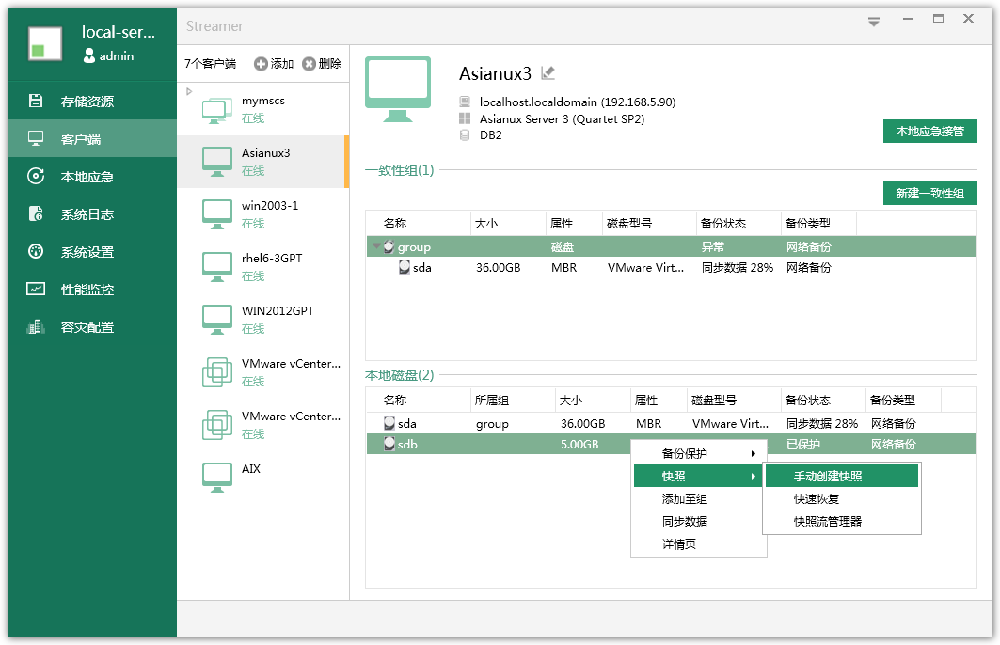 local-ser...
admin
存储资源
客户端
本地应急
系统日志
系统设置
性能监控
容灾配置
Streamer
7个客户端 添加 删除
mymscs
在线
Asianux3
在线
win2003-1
在线
rhel6-3GPT
在线
WIN2012GPT
在线
VMware vCenter...
在线
VMware vCenter...
在线
AIX
Asianux3
localhost.localdomain (192.168.5.90)
Asianux Server 3 (Quartet SP2)
DB2
本地应急接管
一致性组(1)
新建一致性组
名称 大小 属性 磁盘型号 备份状态 备份类型
group 磁盘 异常 网络备份
sda 36.00GB MBR VMware Virt... 同步数据 28% 网络备份
本地磁盘(2)
名称 所属组 大小 属性 磁盘型号 备份状态 备份类型
sda group 36.00GB MBR VMware Virt... 同步数据 28% 网络备份
sdb 5.00GB 已保护 网络备份
备份保护
快照
添加至组
同步数据
详情页
手动创建快照
快速恢复
快照流管理器